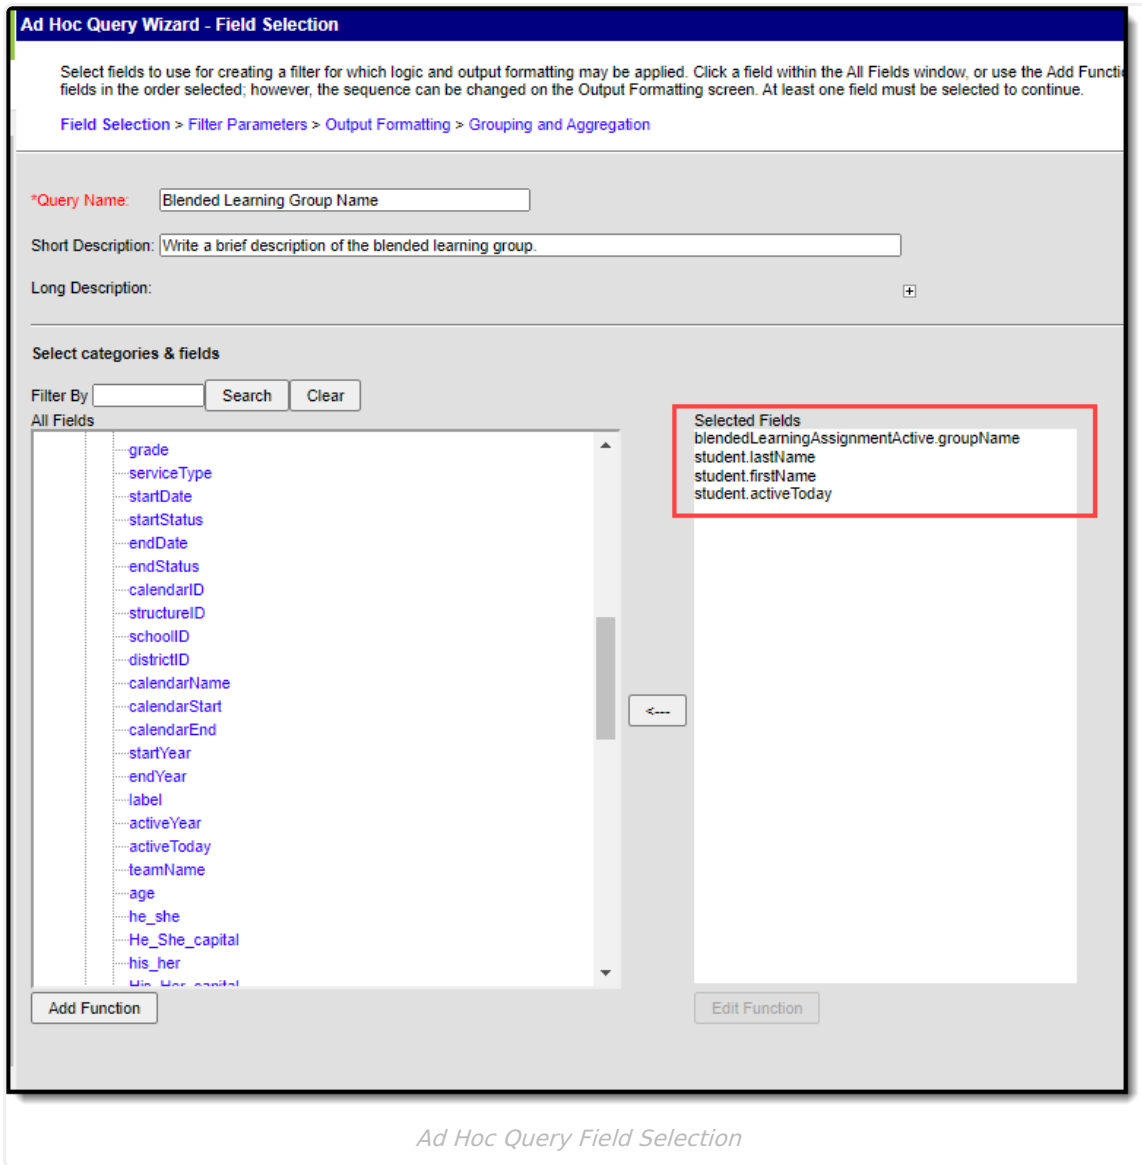 Ad Hoc Query Wizard - Field Selection
Select fields to use for creating a filter for which logic and output formatting may be applied. Click a field within the All Fields window, or use the Add
fields in the order selected; however, the sequence can be changed on the Output Formatting screen. At least one field must be selected to continue.
Field Selection > Filter Parameters > Output Formatting > Grouping and Aggregation
*Query Name: Blended Learning Group Name
Short Description: Write a brief description of the blended learning group.
Long Description:
Select categories & fields
Filter By Search Clear
All Fields
grade
serviceType
startDate
startStatus
endDate
endStatus
calendarID
structureID
schoolID
districtID
calendarName
calendarStart
calendarEnd
startYear
endYear
label
activeYear
activeToday
teamName
age
he_she
He_She_capital
his_her
His_Her_capital
Add Function
<---
Selected Fields
blendedLearningAssignmentActive.groupName
student.lastName
student.firstName
student.activeToday
Edit Function
Ad Hoc Query Field Selection